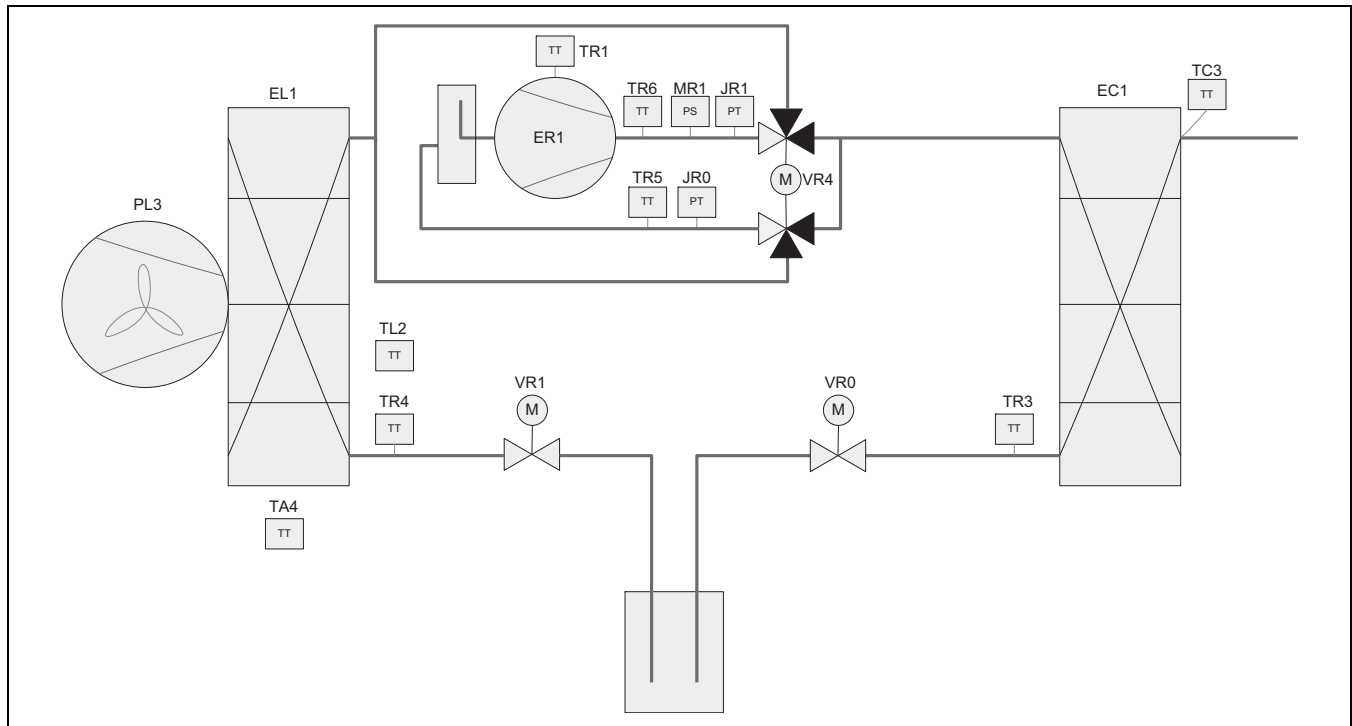 TT TR1
TR6 MR1 JR1
TT PS PT
TC3
TT
EL1
EC1
ER1
TR5 JR0
TT PT
M VR4
PL3
TL2
TT
VR1
M
VR0
M
TR4
TT
TR3
TT
TA4
TT